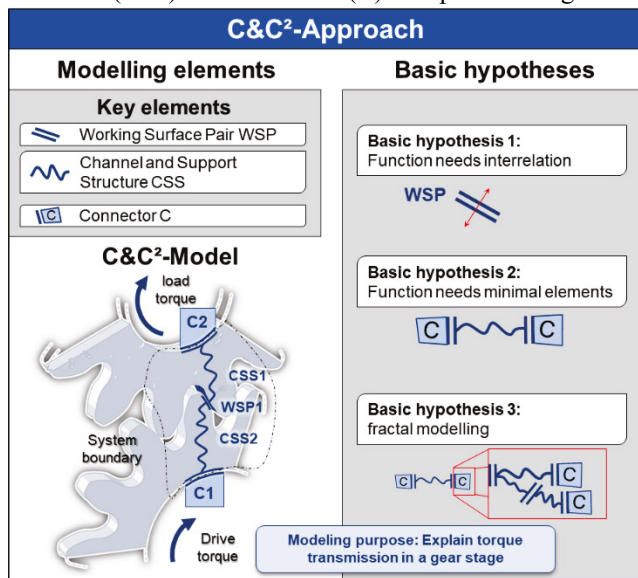 C&C²-Approach
Modelling elements
Key elements
Working Surface Pair WSP
Channel and Support
Structure CSS
C
Connector C
C&C²-Model
load
torque
C2
CSS1
WSP1
CSS2
System
boundary
C1
Drive
torque
Basic hypotheses
Basic hypothesis 1:
Function needs interrelation
WSP
Basic hypothesis 2:
Function needs minimal elements
C
C
Basic hypothesis 3:
fractal modelling
C
C
C
C
Modeling purpose: Explain torque
transmission in a gear stage